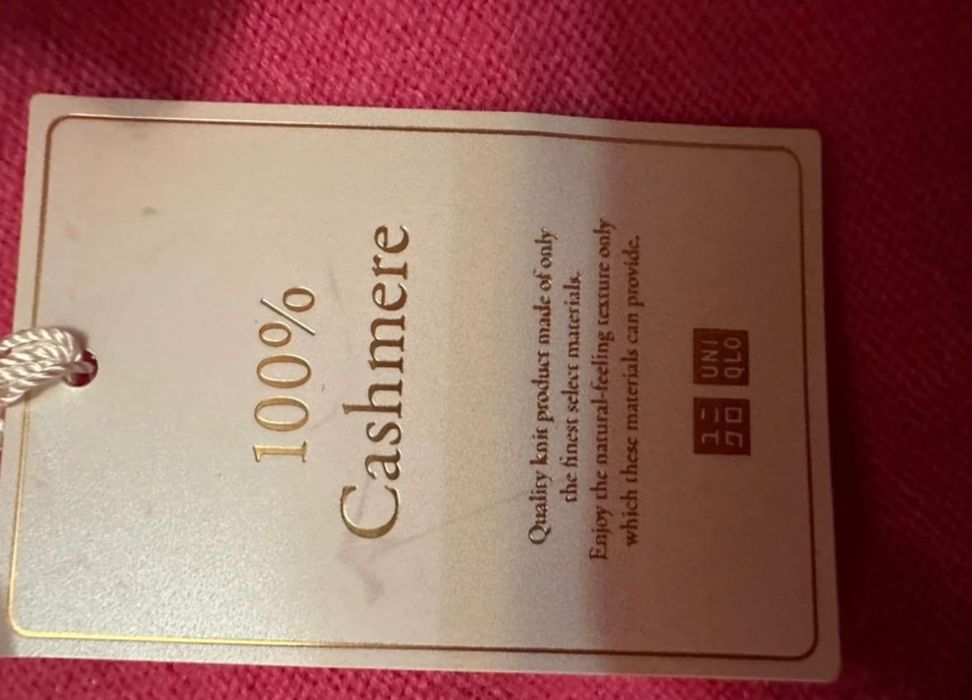 100%
Cashmere
Quality knit product made of only
the finest select materials.
Enjoy the natural-feeling texture only
which these materials can provide.
ユニ
クロ
UNI
QLO